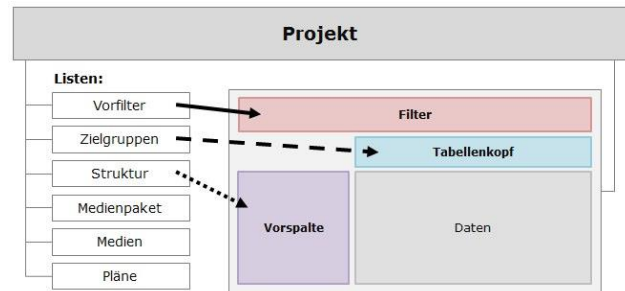 Projekt
Listen:
Vorfilter
Zielgruppen
Struktur
Medienpaket
Medien
Pläne
Filter
Tabellenkopf
Vorspalte
Daten